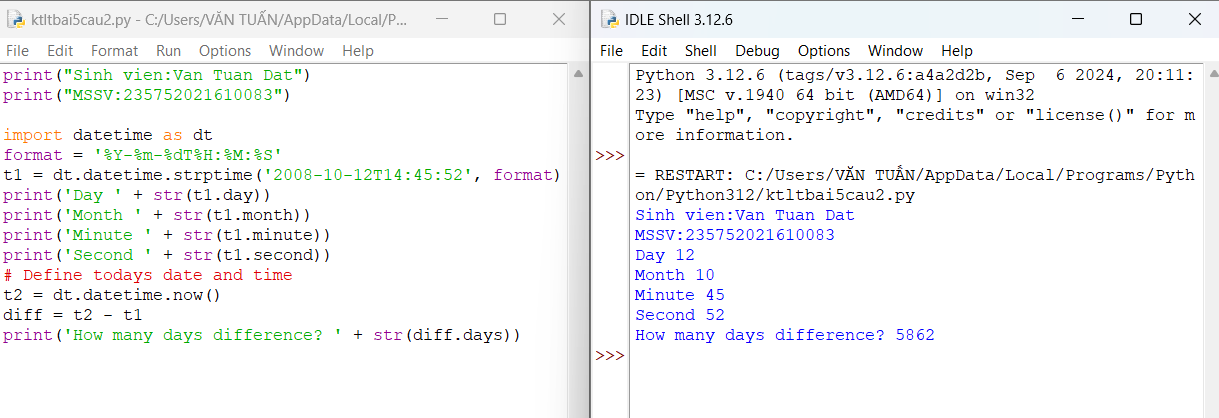 ktltbai5cau2.py - C:/Users/VĂN TUẤN/AppData/Local/P...
File Edit Format Run Options Window Help
print("Sinh vien:Van Tuan Dat")
print("MSSV:235752021610083")
import datetime as dt
format = '%Y-%m-%dT%H:%M:%S'
t1 = dt.datetime.strptime('2008-10-12T14:45:52', format)
print('Day ' + str(t1.day))
print('Month ' + str(t1.month))
print('Minute ' + str(t1.minute))
print('Second ' + str(t1.second))
# Define todays date and time
t2 = dt.datetime.now()
diff = t2 - t1
print('How many days difference? ' + str(diff.days))
IDLE Shell 3.12.6
File Edit Shell Debug Options Window Help
Python 3.12.6 (tags/v3.12.6:a4a2d2b, Sep  6 2024, 20:11:
23) [MSC v.1940 64 bit (AMD64)] on win32
Type "help", "copyright", "credits" or "license()" for m
ore information.
>>>
= RESTART: C:/Users/VĂN TUẤN/AppData/Local/Programs/Pyth
on/Python312/ktltbai5cau2.py
Sinh vien:Van Tuan Dat
MSSV:235752021610083
Day 12
Month 10
Minute 45
Second 52
How many days difference? 5862
>>>